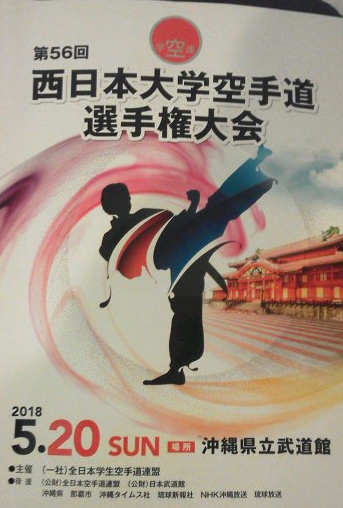 学空連
第56回
西日本大学空手道
選手権大会
2018
5.20 SUN 場所 沖縄県立武道館
●主催 (一社)全日本学生空手道連盟
●後援 (公財)全日本空手道連盟 (公財)日本武道館
沖縄県 那覇市 沖縄タイムス社 琉球新報社 NHK沖縄放送 琉球放送